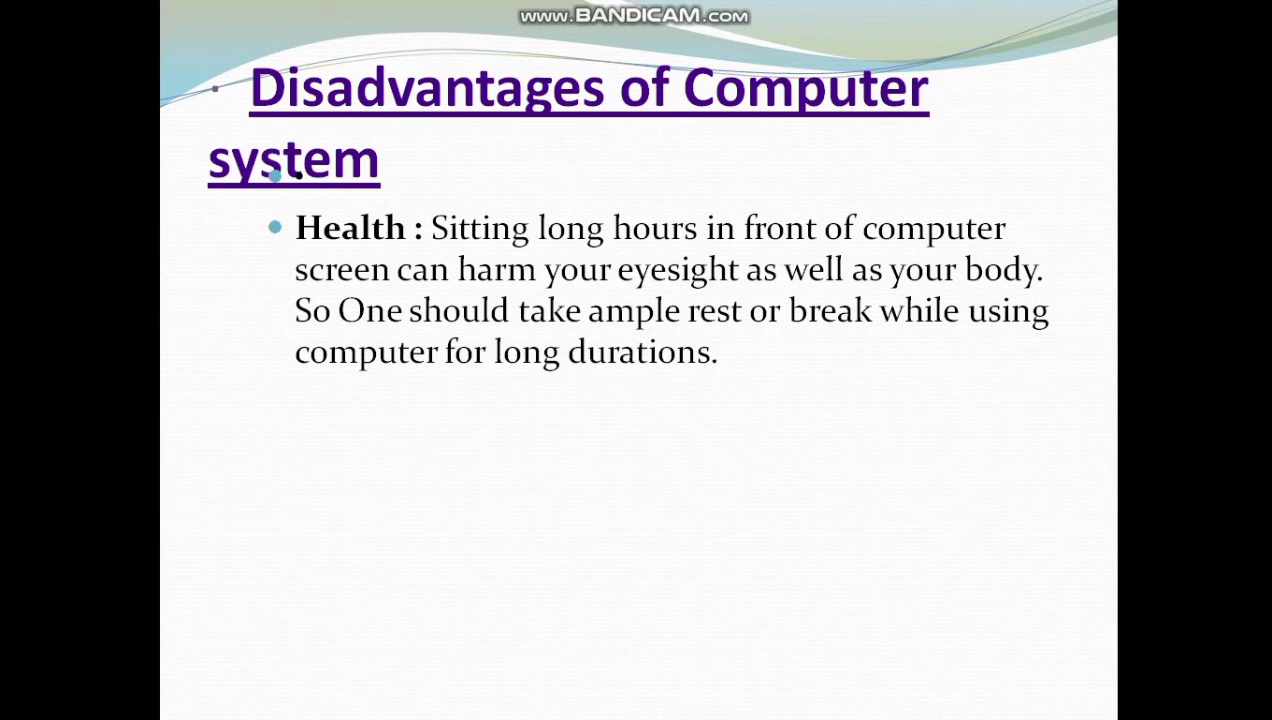 www.BANDICAM.com
· Disadvantages of Computer
system
• •
• Health : Sitting long hours in front of computer
screen can harm your eyesight as well as your body.
So One should take ample rest or break while using
computer for long durations.